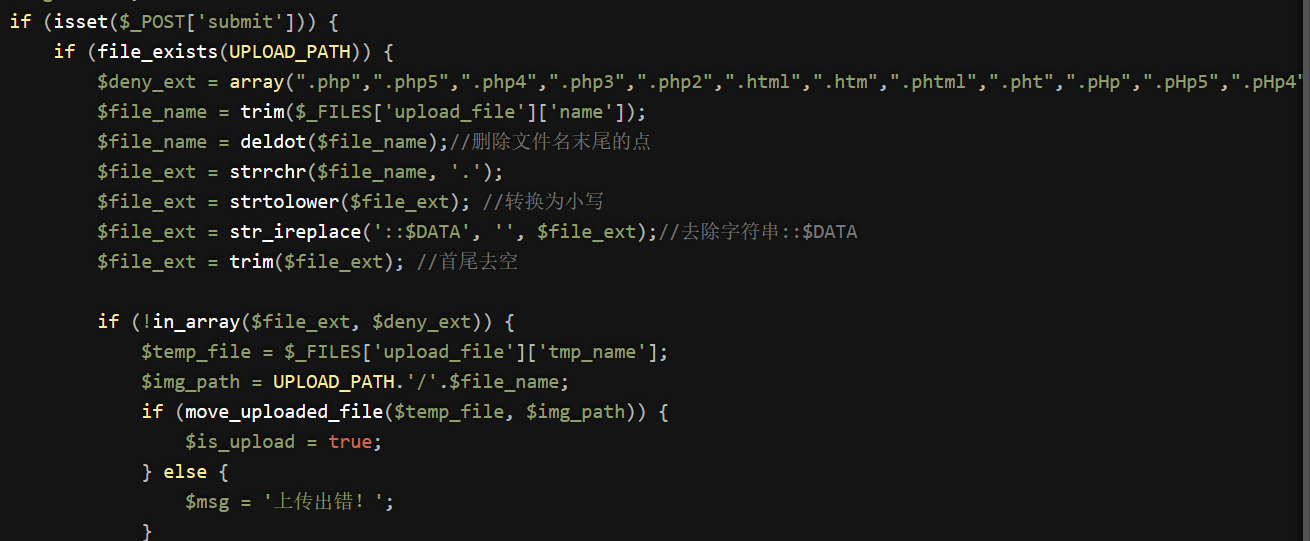 if (isset($_POST['submit'])) {
    if (file_exists(UPLOAD_PATH)) {
        $deny_ext = array(".php",".php5",".php4",".php3",".php2",".html",".htm",".phtml",".pht",".pHp",".pHp5",".pHp4"
        $file_name = trim($_FILES['upload_file']['name']);
        $file_name = deldot($file_name);//删除文件名末尾的点
        $file_ext = strrchr($file_name, '.');
        $file_ext = strtolower($file_ext); //转换为小写
        $file_ext = str_ireplace('::$DATA', '', $file_ext);//去除字符串::$DATA
        $file_ext = trim($file_ext); //首尾去空
        if (!in_array($file_ext, $deny_ext)) {
            $temp_file = $_FILES['upload_file']['tmp_name'];
            $img_path = UPLOAD_PATH.'/'.$file_name;
            if (move_uploaded_file($temp_file, $img_path)) {
                $is_upload = true;
            } else {
                $msg = '上传出错！';
            }